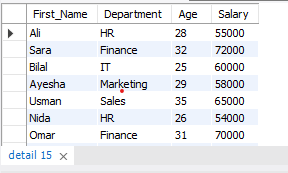 First_Name Department Age Salary
Ali HR 28 55000
Sara Finance 32 72000
Bilal IT 25 60000
Ayesha Marketing 29 58000
Usman Sales 35 65000
Nida HR 26 54000
Omar Finance 31 70000
detail 15 ×